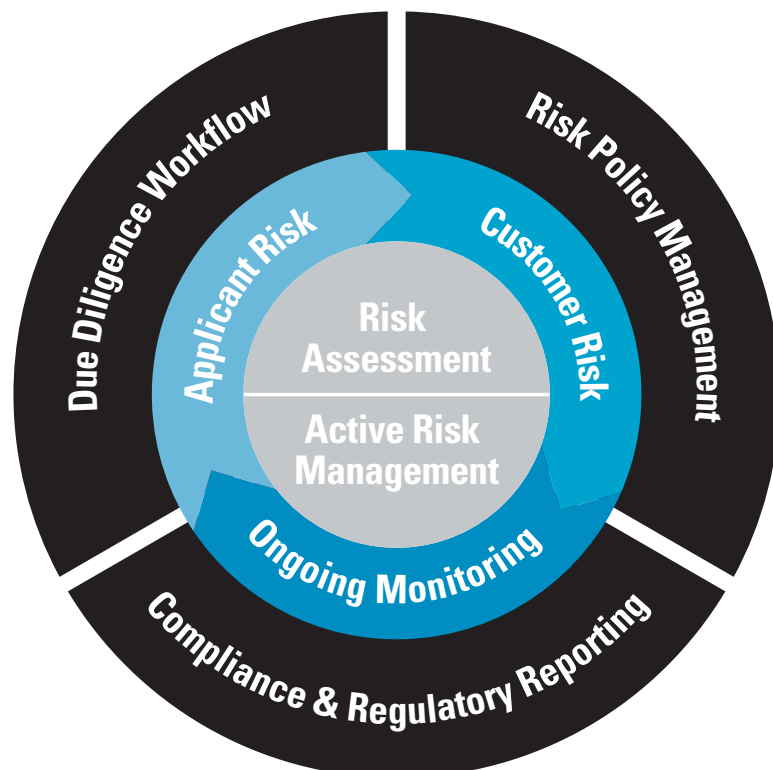 Due Diligence Workflow
Risk Policy Management
Applicant Risk
Customer Risk
Risk
Assessment
Active Risk
Management
Ongoing Monitoring
Compliance & Regulatory Reporting